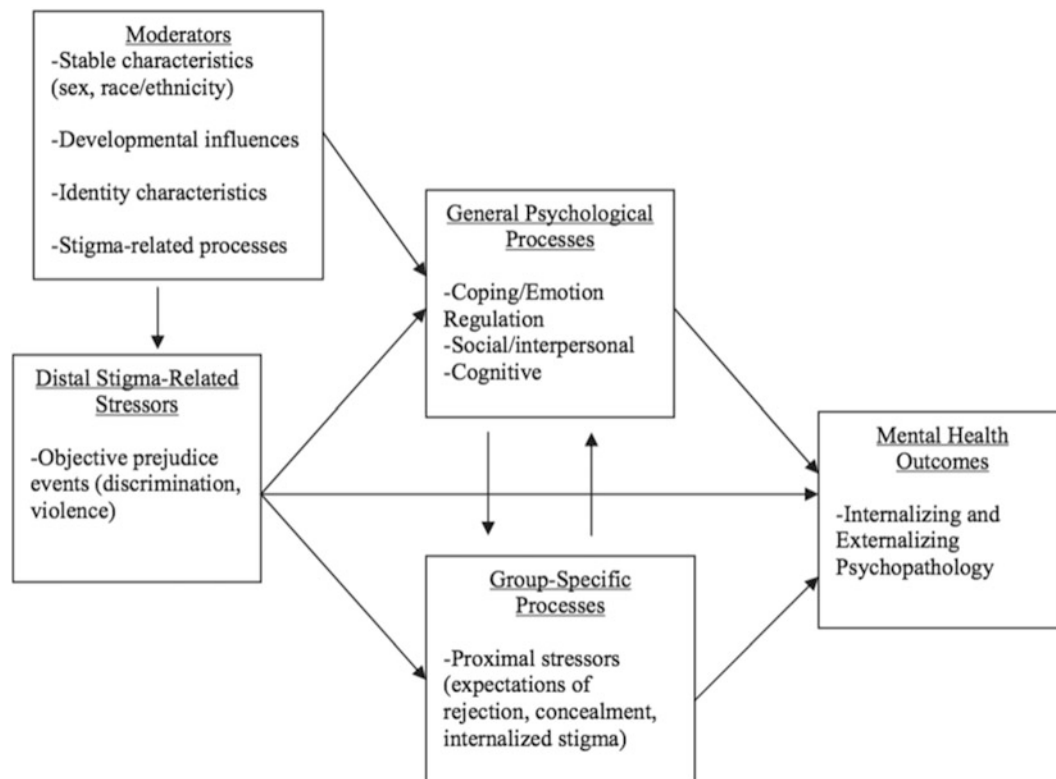 Moderators
-Stable characteristics
(sex, race/ethnicity)
-Developmental influences
-Identity characteristics
-Stigma-related processes
Distal Stigma-Related
Stressors
-Objective prejudice
events (discrimination,
violence)
General Psychological
Processes
-Coping/Emotion
Regulation
-Social/interpersonal
-Cognitive
Group-Specific
Processes
-Proximal stressors
(expectations of
rejection, concealment,
internalized stigma)
Mental Health
Outcomes
-Internalizing and
Externalizing
Psychopathology